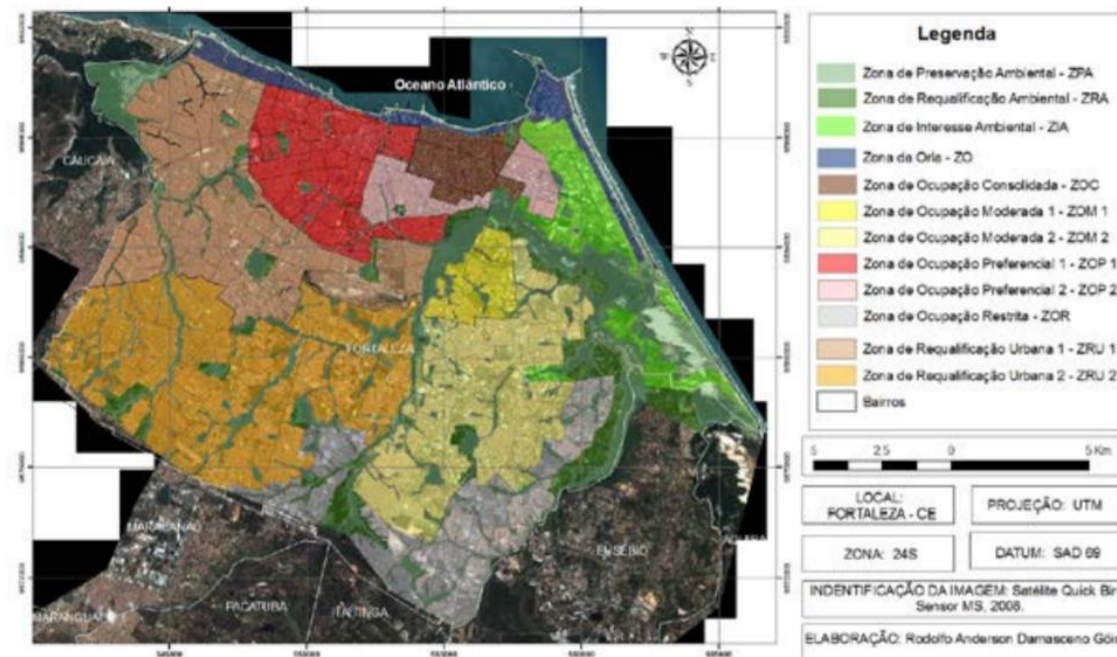 Oceano Atlântico
CAUCAIA
FORTALEZA
MARACANAÚ
EUSÉBIO
PACATUBA
ITAITINGA
Legenda
Zona de Preservação Ambiental - ZPA
Zona de Requalificação Ambiental - ZRA
Zona de Interesse Ambiental - ZIA
Zona da Orla - ZO
Zona de Ocupação Consolidada - ZOC
Zona de Ocupação Moderada 1 - ZOM 1
Zona de Ocupação Moderada 2 - ZOM 2
Zona de Ocupação Preferencial 1 - ZOP 1
Zona de Ocupação Preferencial 2 - ZOP 2
Zona de Ocupação Restrita - ZOR
Zona de Requalificação Urbana 1 - ZRU 1
Zona de Requalificação Urbana 2 - ZRU 2
Bairros
5 2.5 0 5 Km
LOCAL:
FORTALEZA - CE
PROJEÇÃO: UTM
ZONA: 24S
DATUM: SAD 69
INDENTIFICAÇÃO DA IMAGEM: Satélite Quick Bir
Sensor MS, 2008.
ELABORAÇÃO: Rodolfo Anderson Damasceno Gói